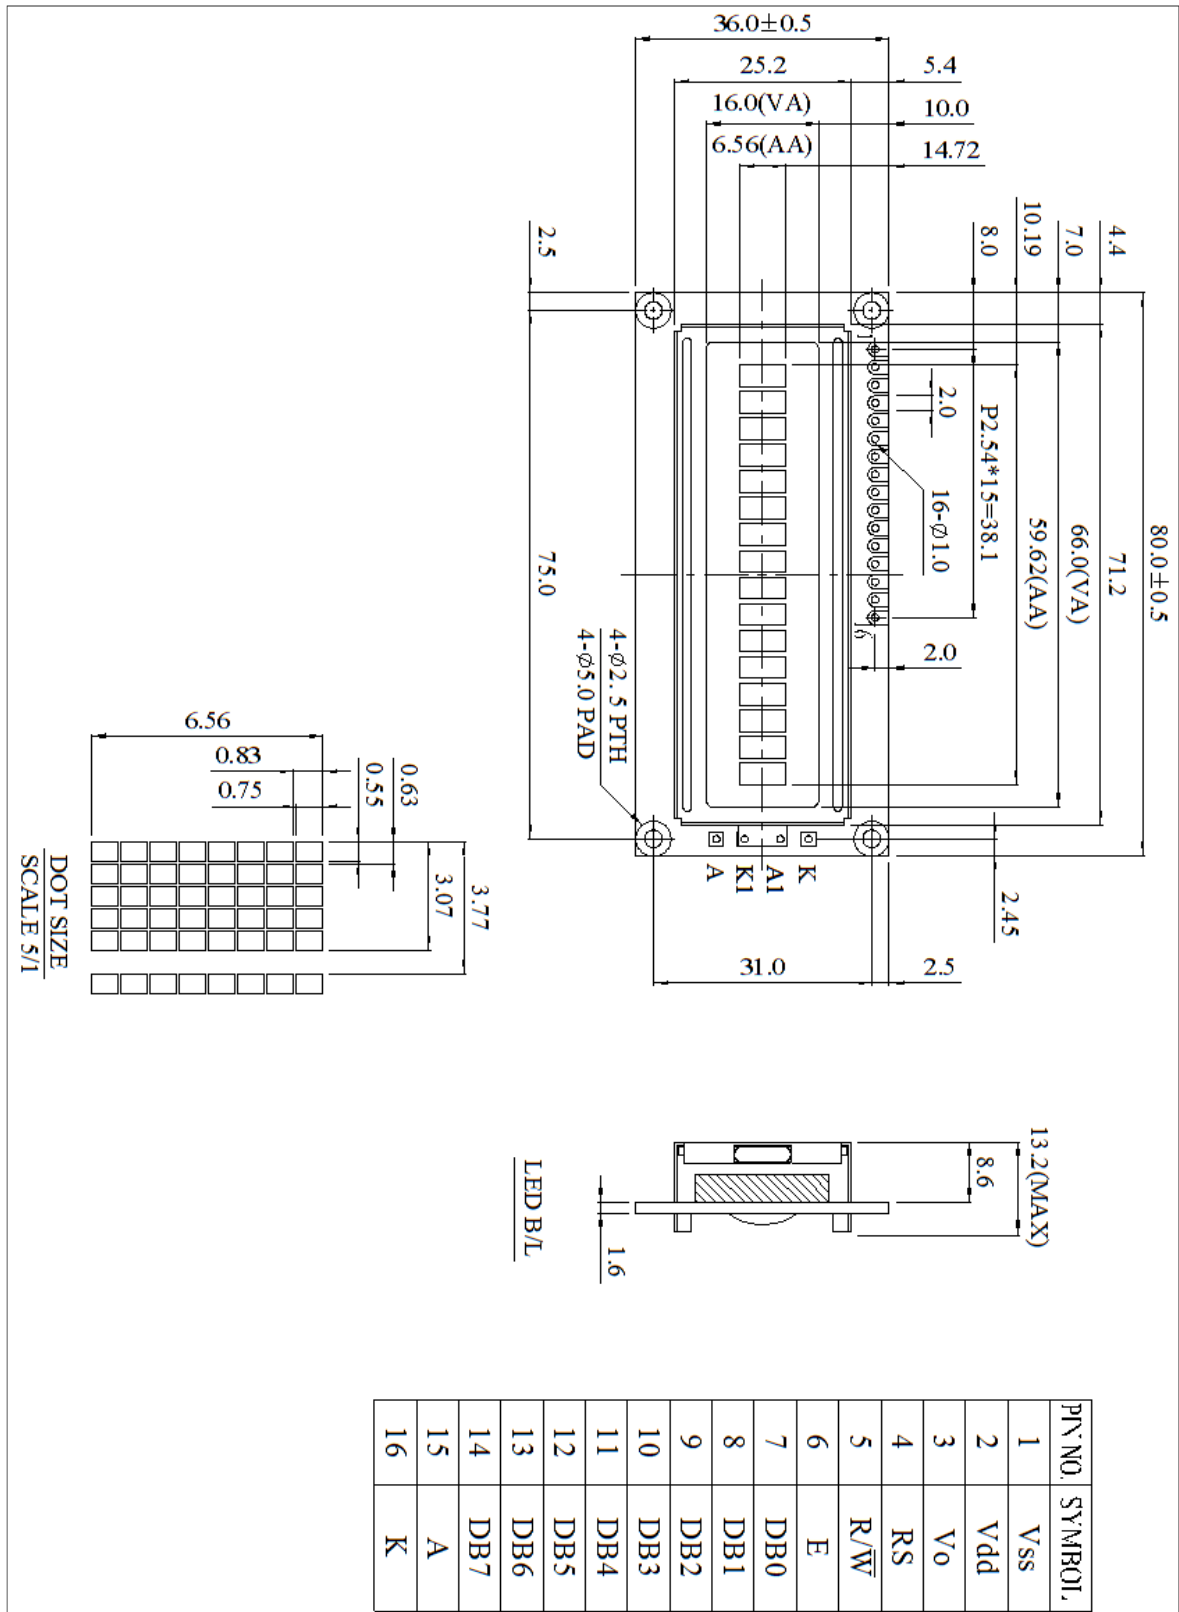 36.0±0.5
25.2
5.4
16.0(VA)
10.0
6.56(AA)
14.72
2.5
8.0
10.19
7.0
4.4
1
2.0
P2.54*15=38.1
16-Ø1.0
59.62(AA)
66.0(VA)
71.2
80.0±0.5
75.0
16
2.0
4-Ø2.5 PTH
4-Ø5.0 PAD
A
K1
A1
K
2.45
31.0
2.5
6.56
0.83
0.75
0.55
0.63
3.07
3.77
DOT SIZE
SCALE 5/1
13.2(MAX)
8.6
1.6
LED B/L
PIN NO. SYMBOL
1 Vss
2 Vdd
3 Vo
4 RS
5 R/W̅
6 E
7 DB0
8 DB1
9 DB2
10 DB3
11 DB4
12 DB5
13 DB6
14 DB7
15 A
16 K